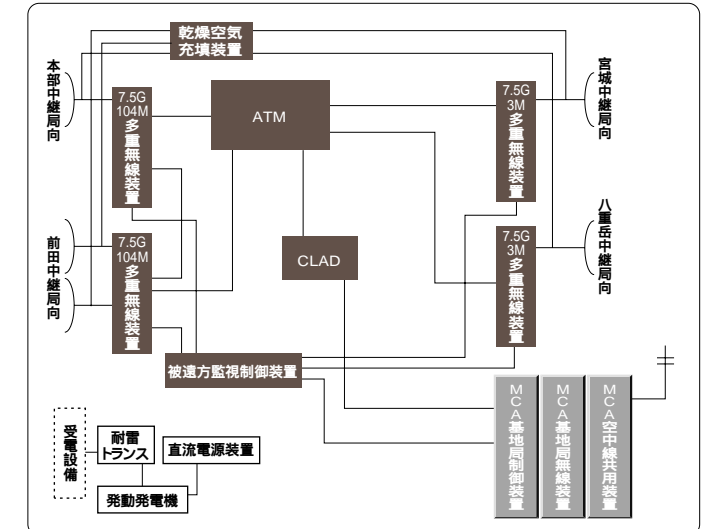 乾燥空気
充填装置
本部中継局向
7.5G
104M
多重無線装置
ATM
7.5G
3M
多重無線装置
宮城中継局向
前田中継局向
7.5G
104M
多重無線装置
CLAD
7.5G
3M
多重無線装置
八重岳中継局向
被遠方監視制御装置
MCA基地局制御装置
MCA基地局無線装置
MCA空中線共用装置
受電設備
耐雷
トランス
直流電源装置
発動発電機